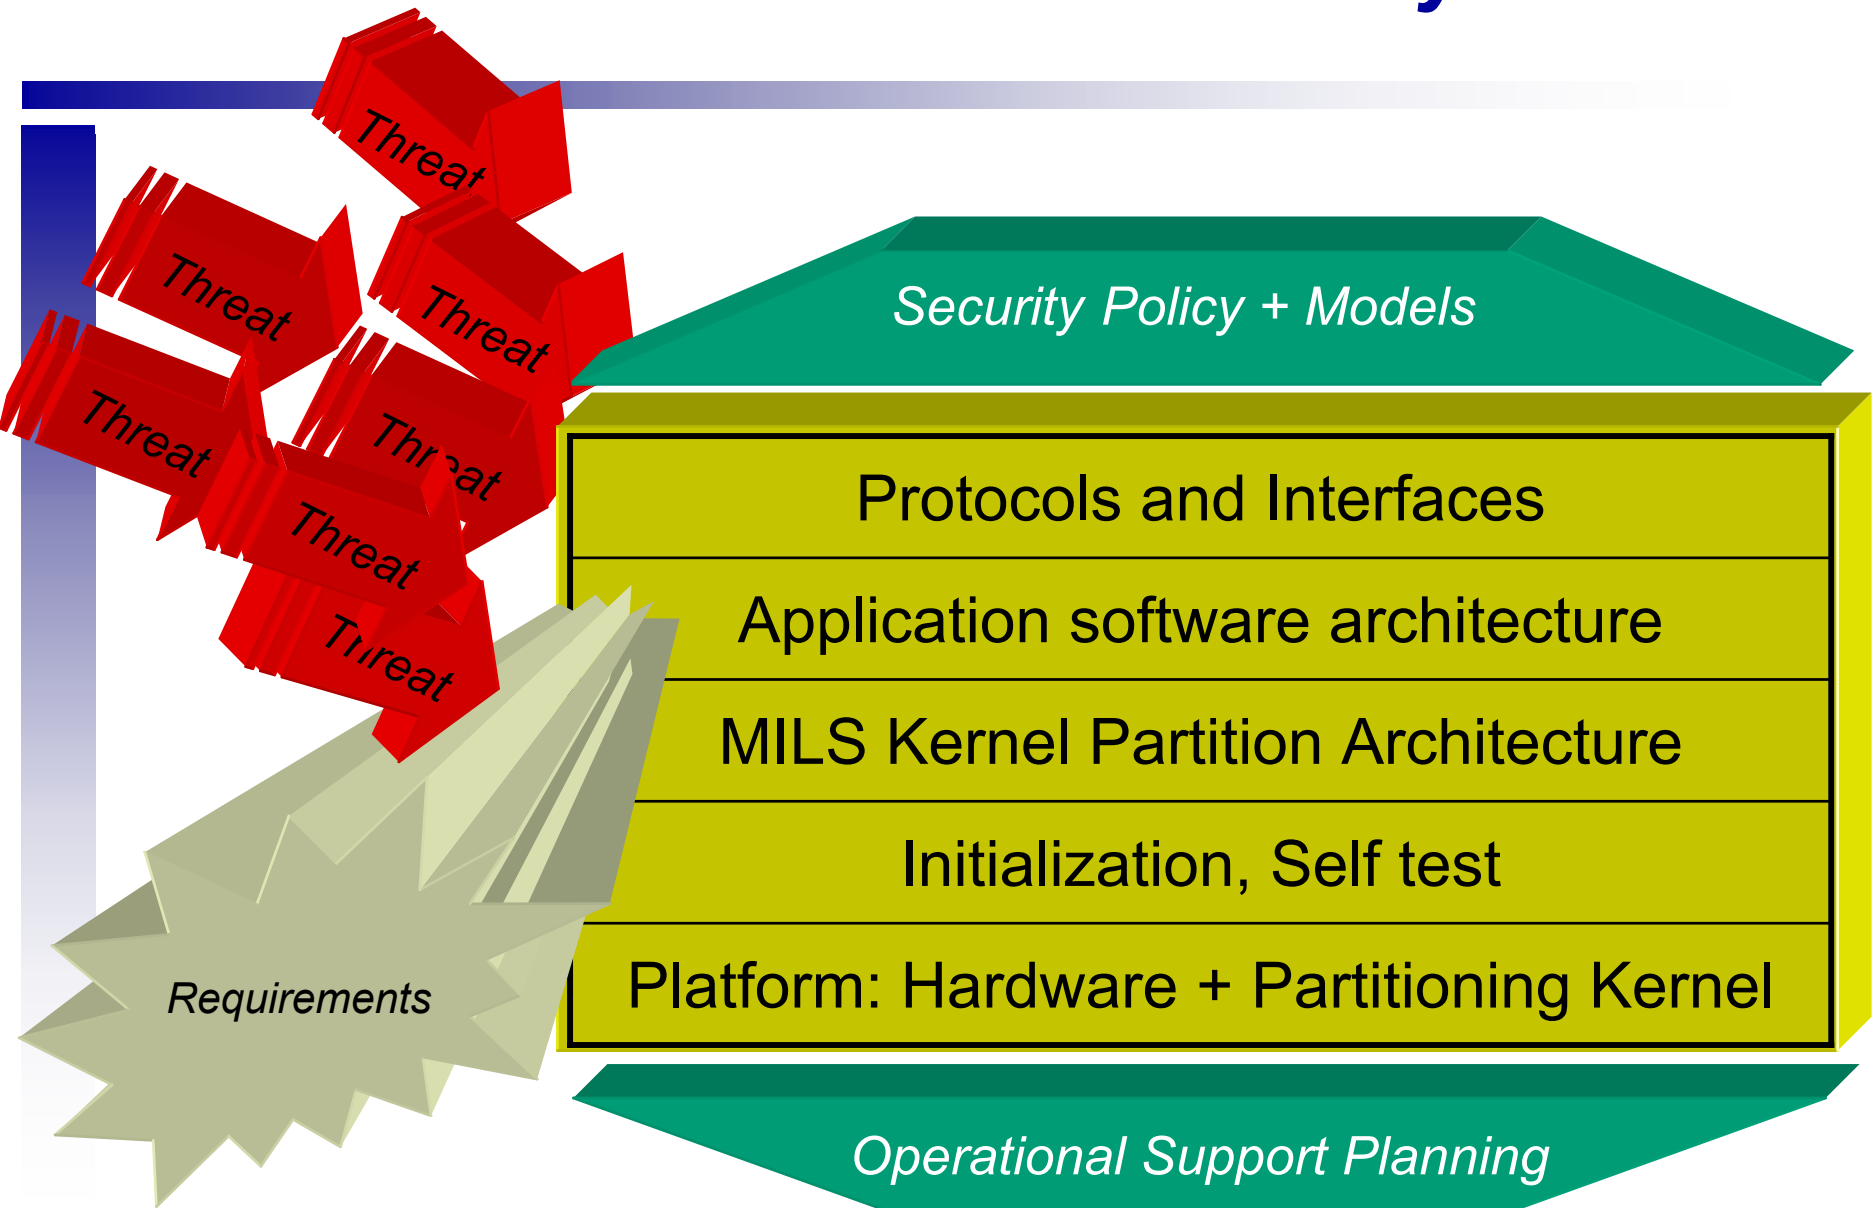 Threat
Threat
Threat
Threat
Threat
Threat
Threat
Security Policy + Models
Protocols and Interfaces
Application software architecture
MILS Kernel Partition Architecture
Initialization, Self test
Platform: Hardware + Partitioning Kernel
Requirements
Operational Support Planning